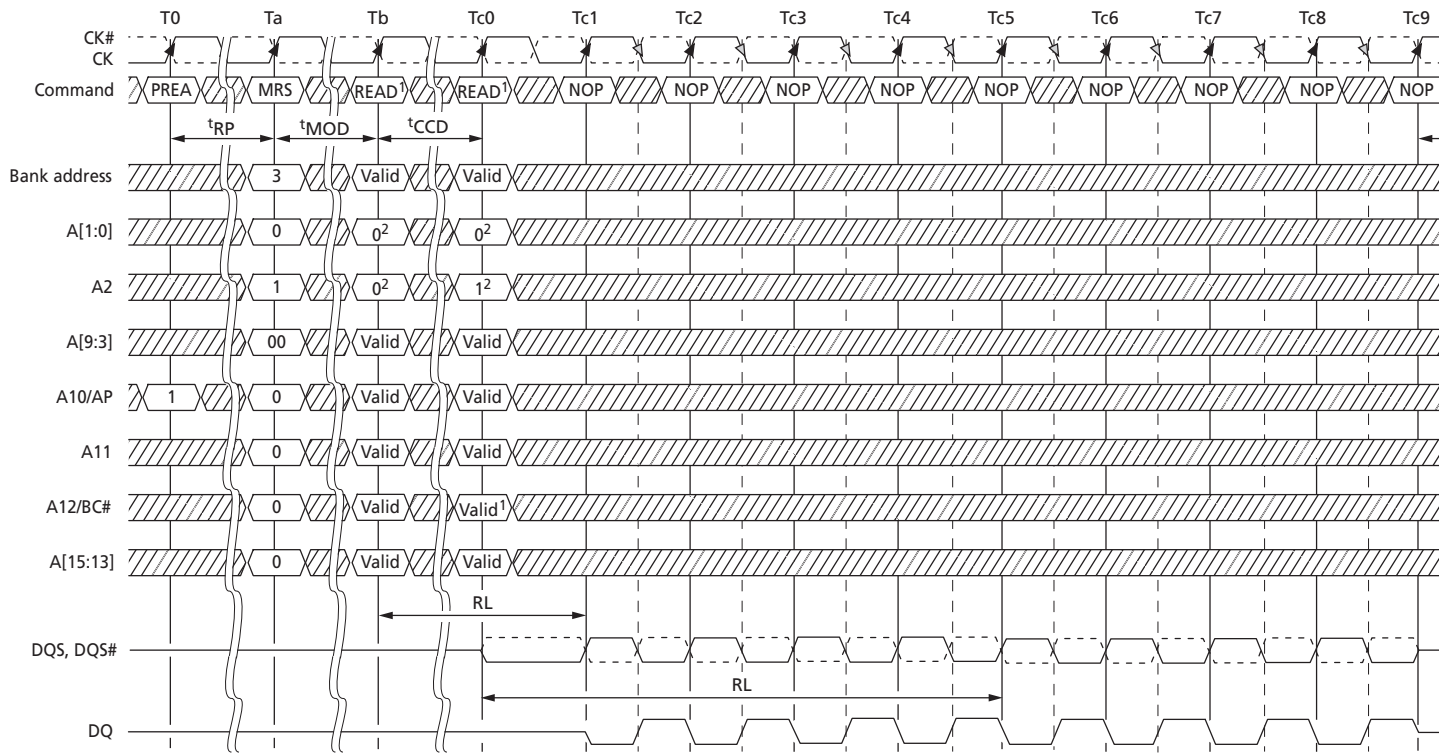 T0 Ta Tb Tc0 Tc1 Tc2 Tc3 Tc4 Tc5 Tc6 Tc7 Tc8 Tc9
CK#
CK
Command PREA MRS READ¹ READ¹ NOP NOP NOP NOP NOP NOP NOP NOP NOP
ᵗRP ᵗMOD ᵗCCD
Bank address 3 Valid Valid
A[1:0] 0 0² 0²
A2 1 0² 1²
A[9:3] 00 Valid Valid
A10/AP 1 0 Valid Valid
A11 0 Valid Valid
A12/BC# 0 Valid Valid¹
A[15:13] 0 Valid Valid
RL
DQS, DQS#
RL
DQ